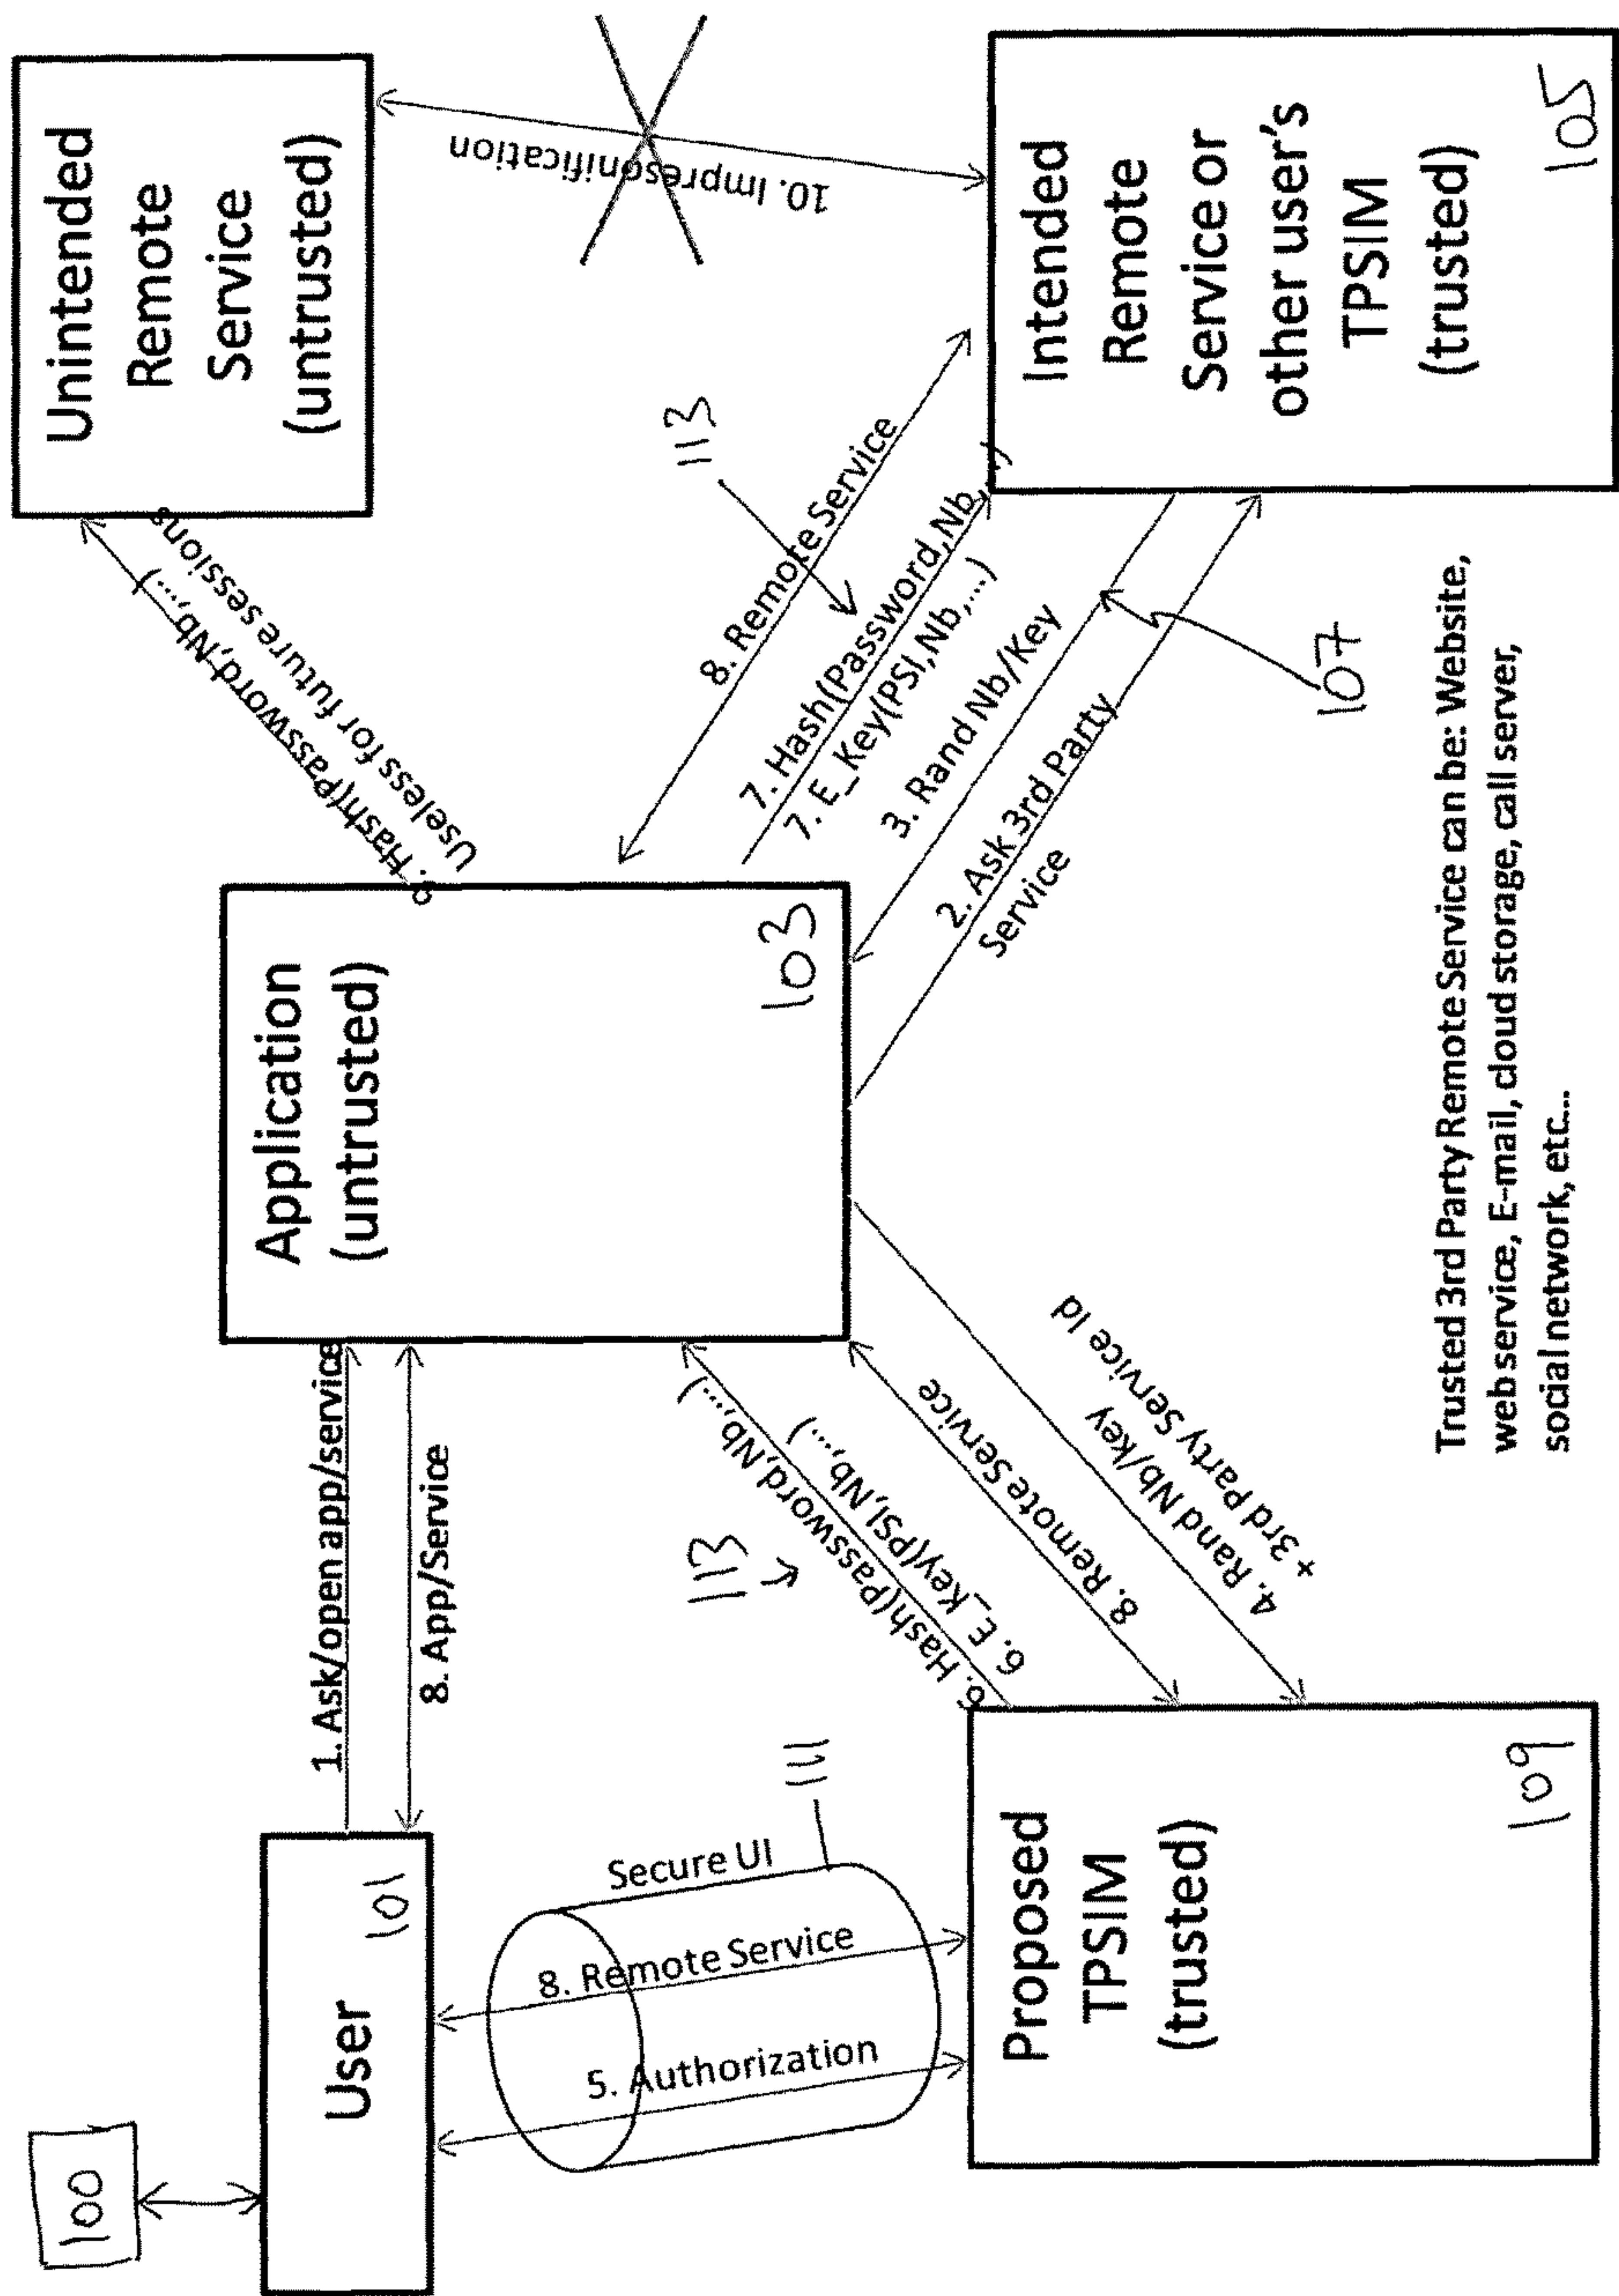 100
User
101
1. Ask/open app/service
8. App/Service
Application
(untrusted)
103
9. Hash(Password,Nb,...)
Useless for future sessions
Unintended
Remote
Service
(untrusted)
10. Impresonification
Secure UI
8. Remote Service
5. Authorization
111
113
6. Hash(Password,Nb,...)
6. E_Key(PSI,Nb,...)
8. Remote Service
4. Rand Nb/key
+ 3rd Party Service Id
113
8. Remote Service
7. Hash(Password,Nb,...)
7. E_Key(PSI,Nb,...)
3. Rand Nb/Key
2. Ask 3rd Party
Service
107
Proposed
TPSIM
(trusted)
109
Intended
Remote
Service or
other user's
TPSIM
(trusted)
105
Trusted 3rd Party Remote Service can be: Website,
web service, E-mail, cloud storage, call server,
social network, etc...